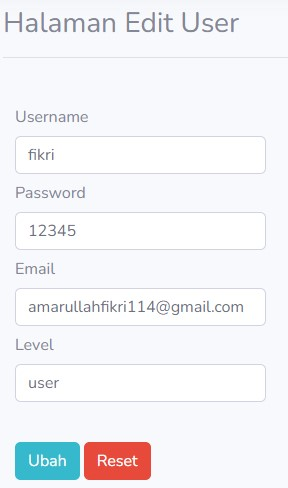 Halaman Edit User
Username
fikri
Password
12345
Email
amarullahfikri114@gmail.com
Level
user
Ubah Reset